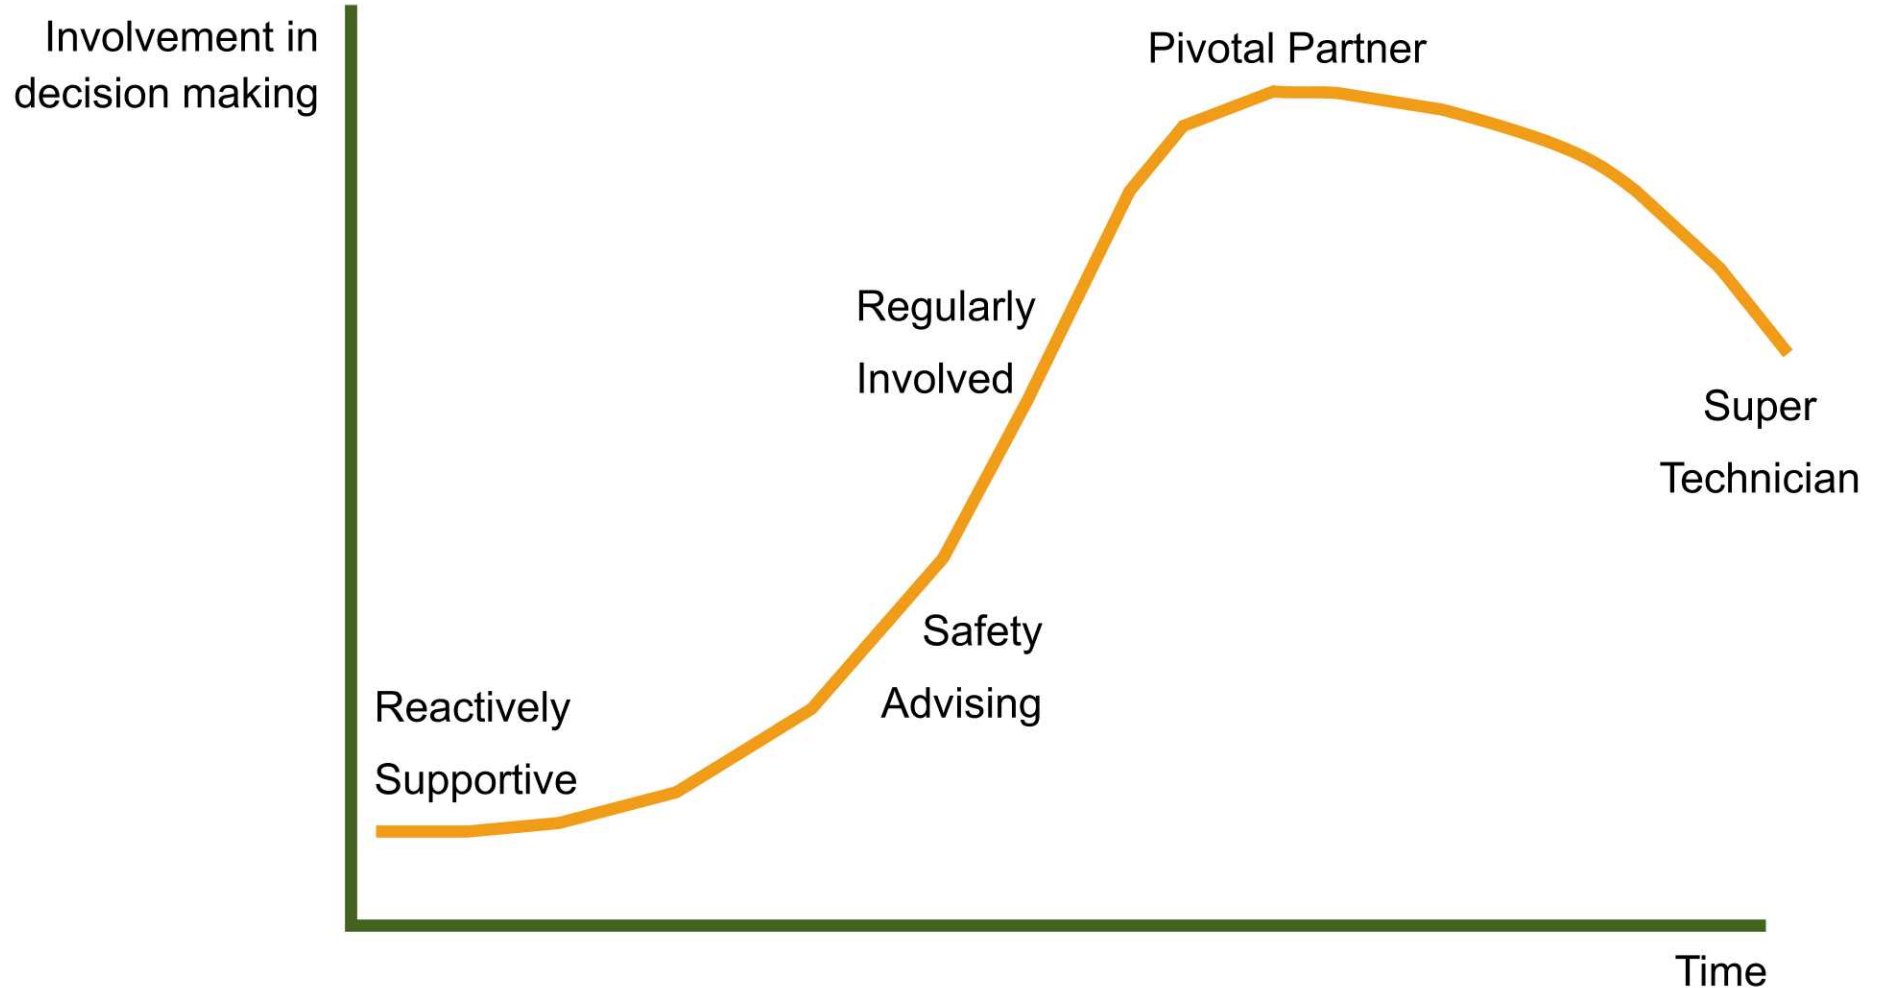 Involvement in
decision making
Pivotal Partner
Regularly
Involved
Super
Technician
Safety
Advising
Reactively
Supportive
Time